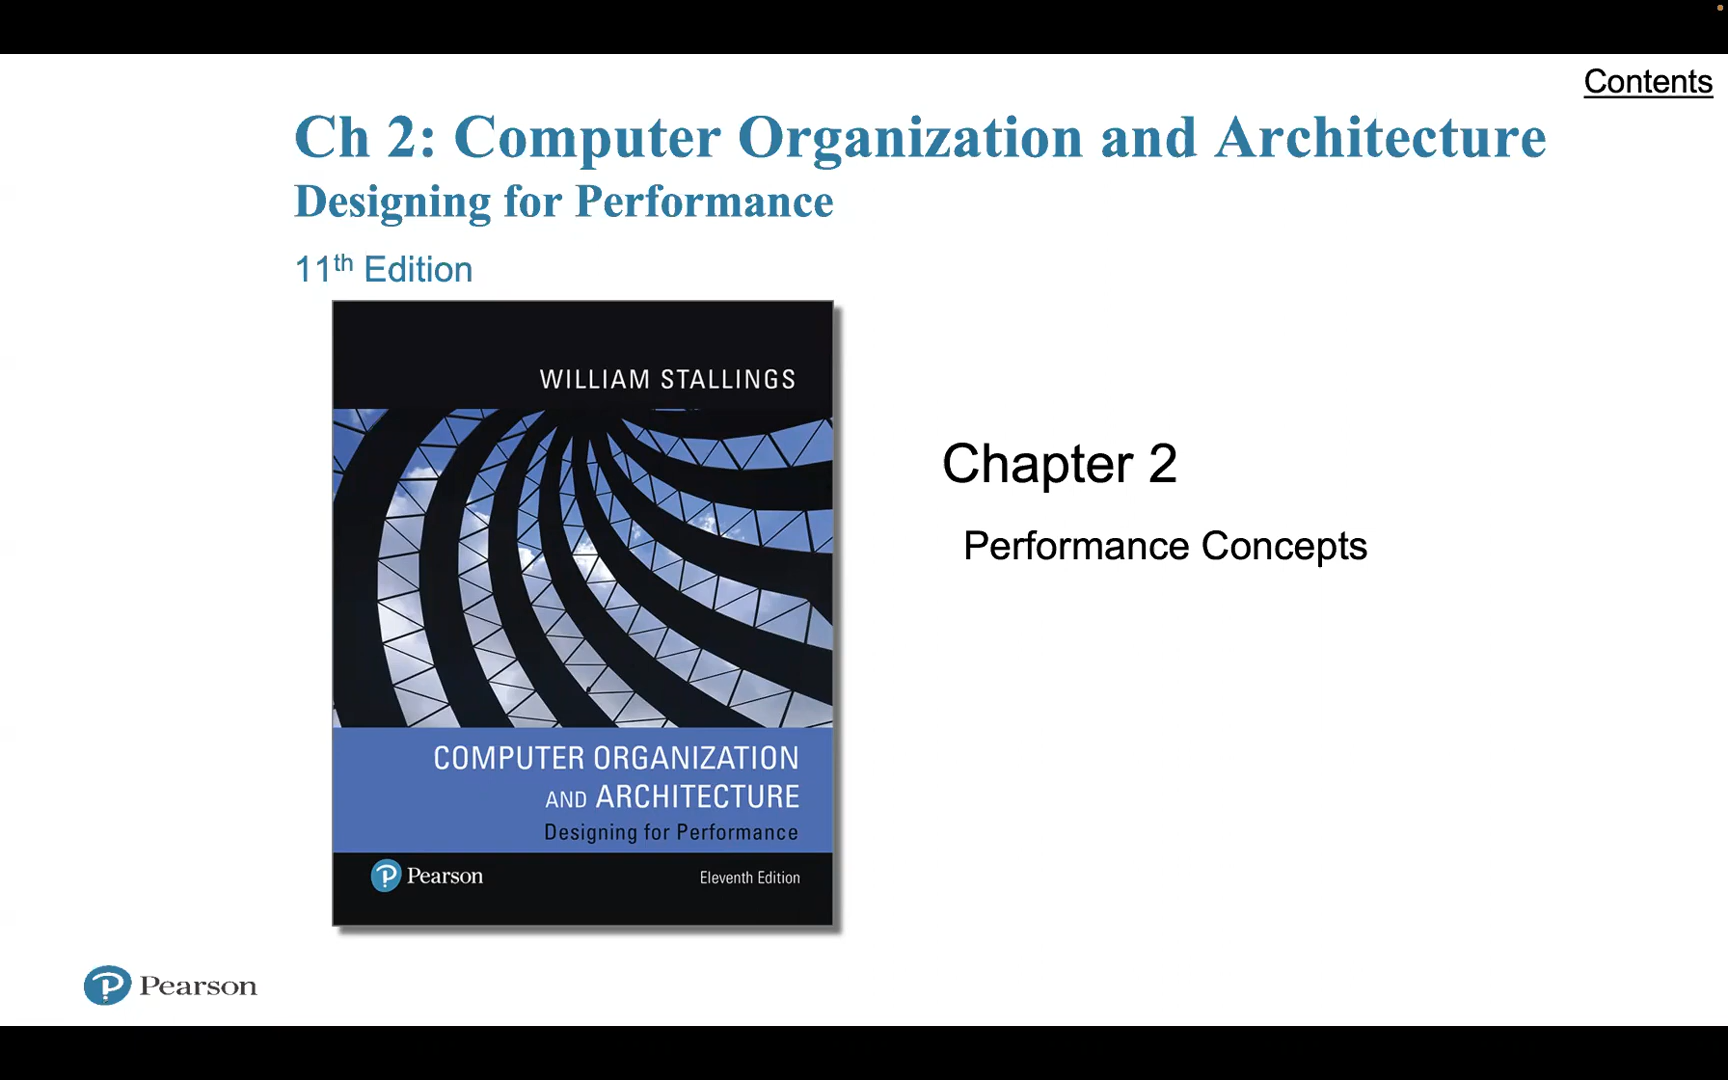 Contents
Ch 2: Computer Organization and Architecture
Designing for Performance
11th Edition
WILLIAM STALLINGS
COMPUTER ORGANIZATION
AND ARCHITECTURE
Designing for Performance
Pearson
Eleventh Edition
Chapter 2
Performance Concepts
Pearson